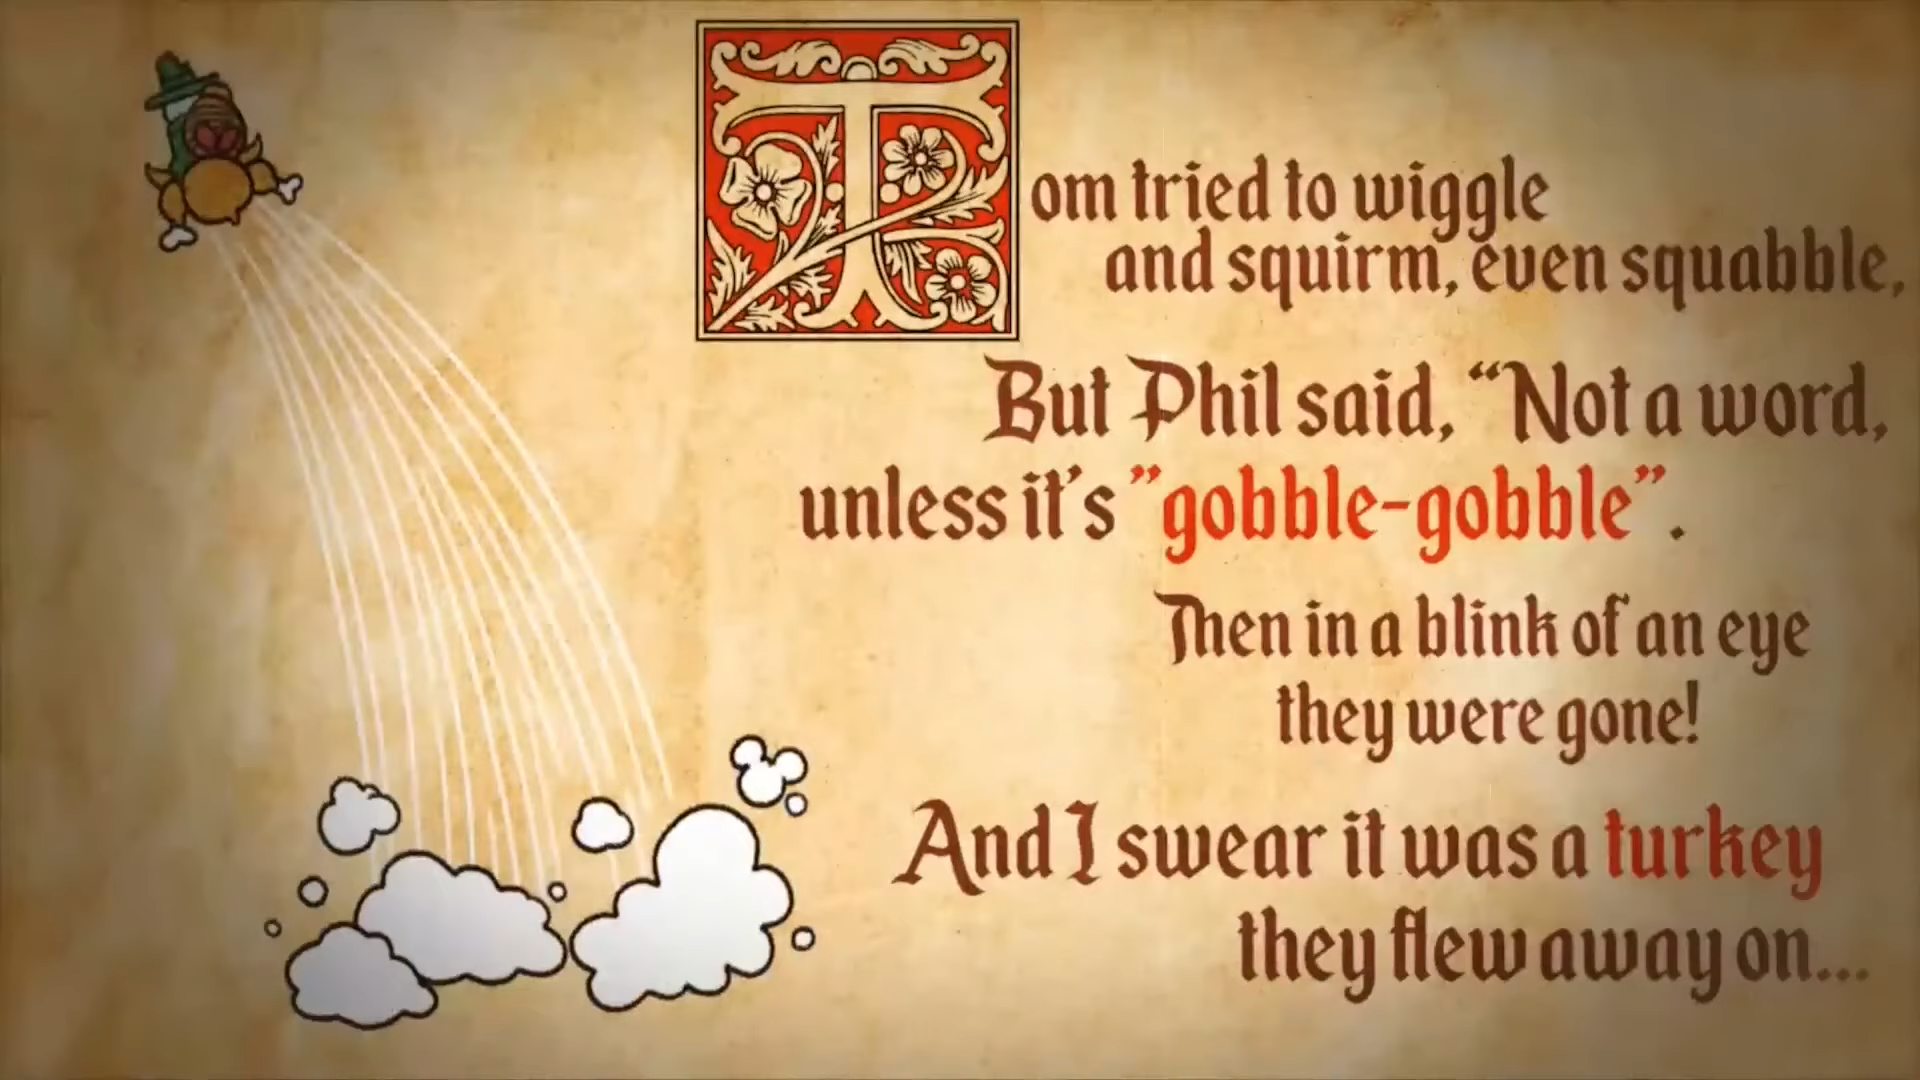 Tom tried to wiggle
and squirm, even squabble,
But Phil said, “Not a word,
unless it’s ”gobble-gobble”.
Then in a blink of an eye
they were gone!
And I swear it was a turkey
they flew away on...